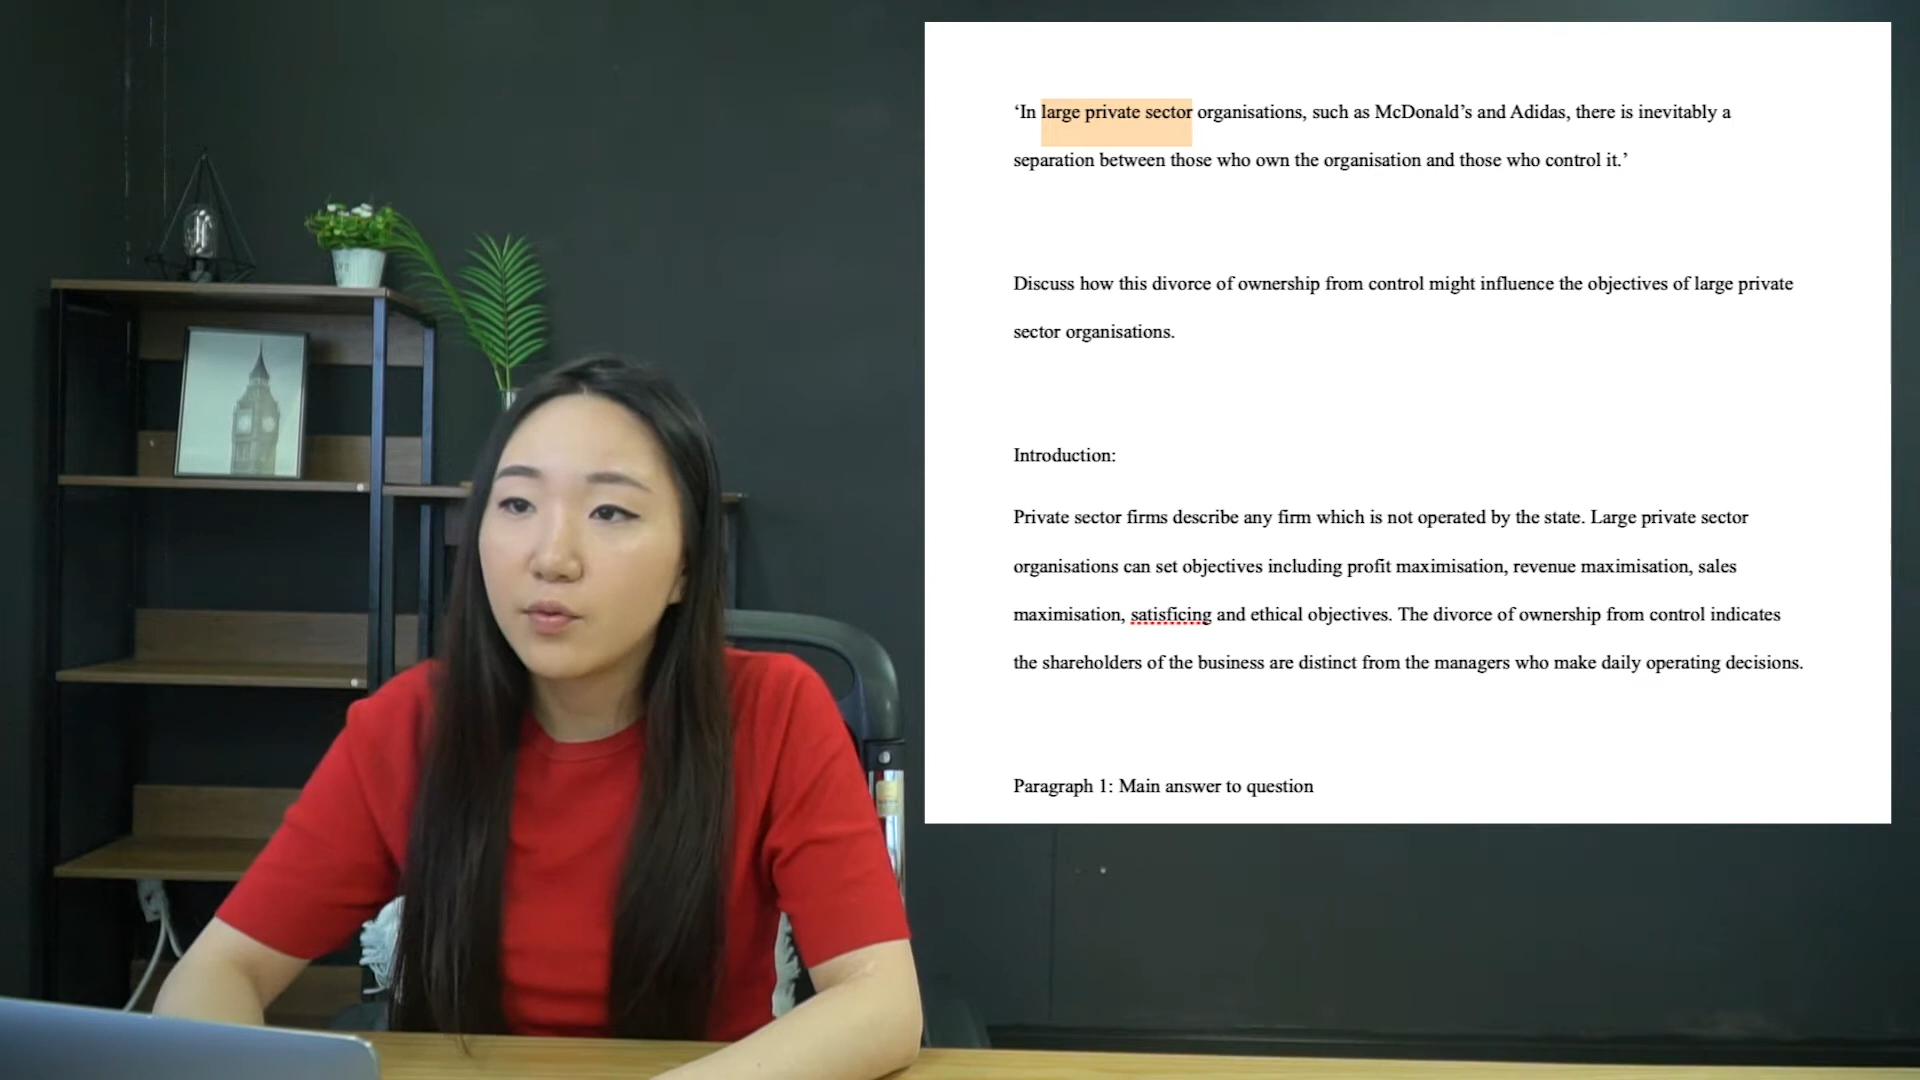 ‘In large private sector organisations, such as McDonald’s and Adidas, there is inevitably a
separation between those who own the organisation and those who control it.’
Discuss how this divorce of ownership from control might influence the objectives of large private
sector organisations.
Introduction:
Private sector firms describe any firm which is not operated by the state. Large private sector
organisations can set objectives including profit maximisation, revenue maximisation, sales
maximisation, satisficing and ethical objectives. The divorce of ownership from control indicates
the shareholders of the business are distinct from the managers who make daily operating decisions.
Paragraph 1: Main answer to question